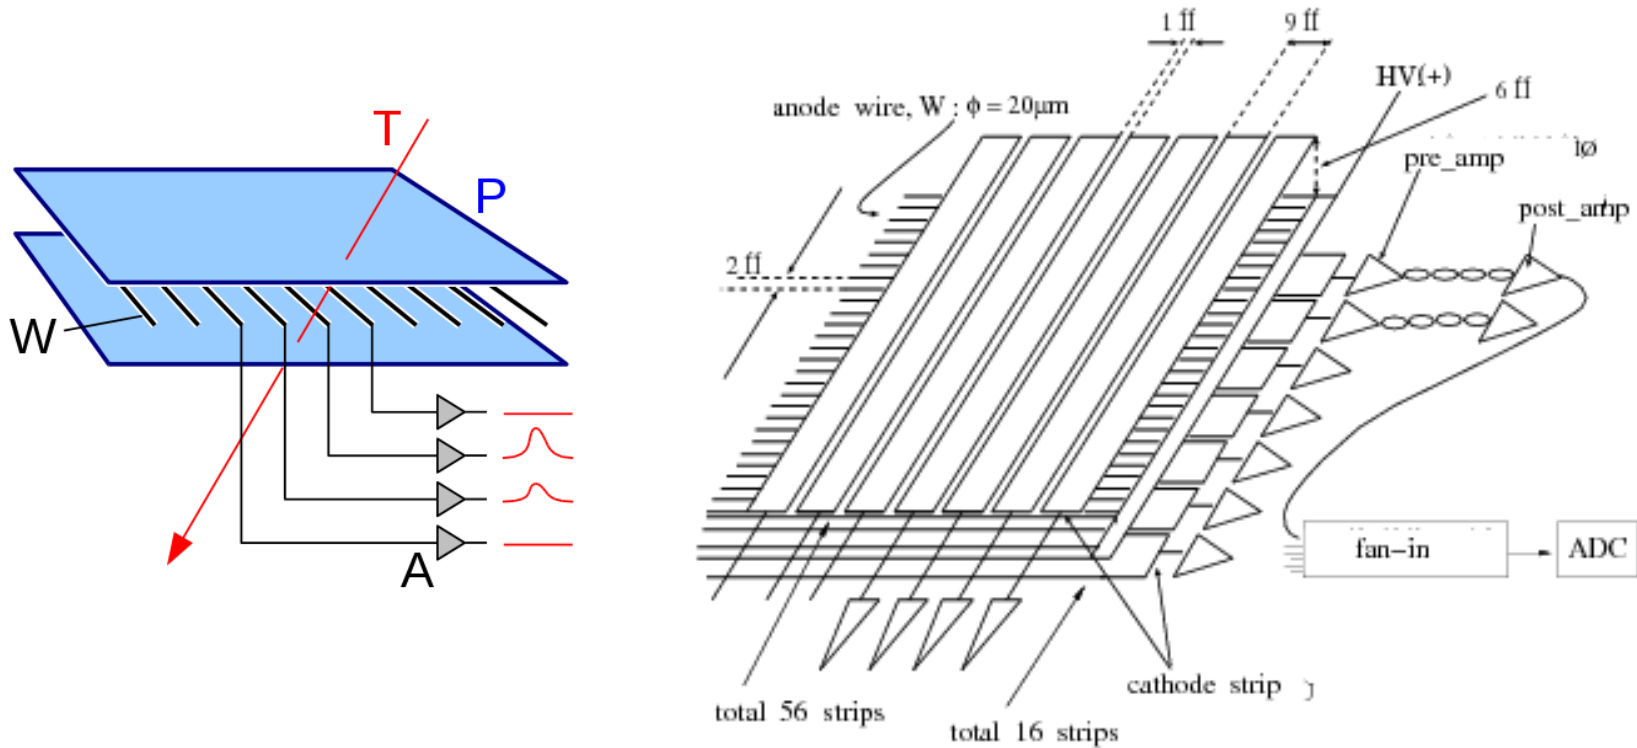 T
P
W
A
1 ff
9 ff
HV(+)
6 ff
anode wire, W : ϕ = 20μm
pre_amp
post_amp
2 ff
fan-in
ADC
cathode strip
total 56 strips
total 16 strips